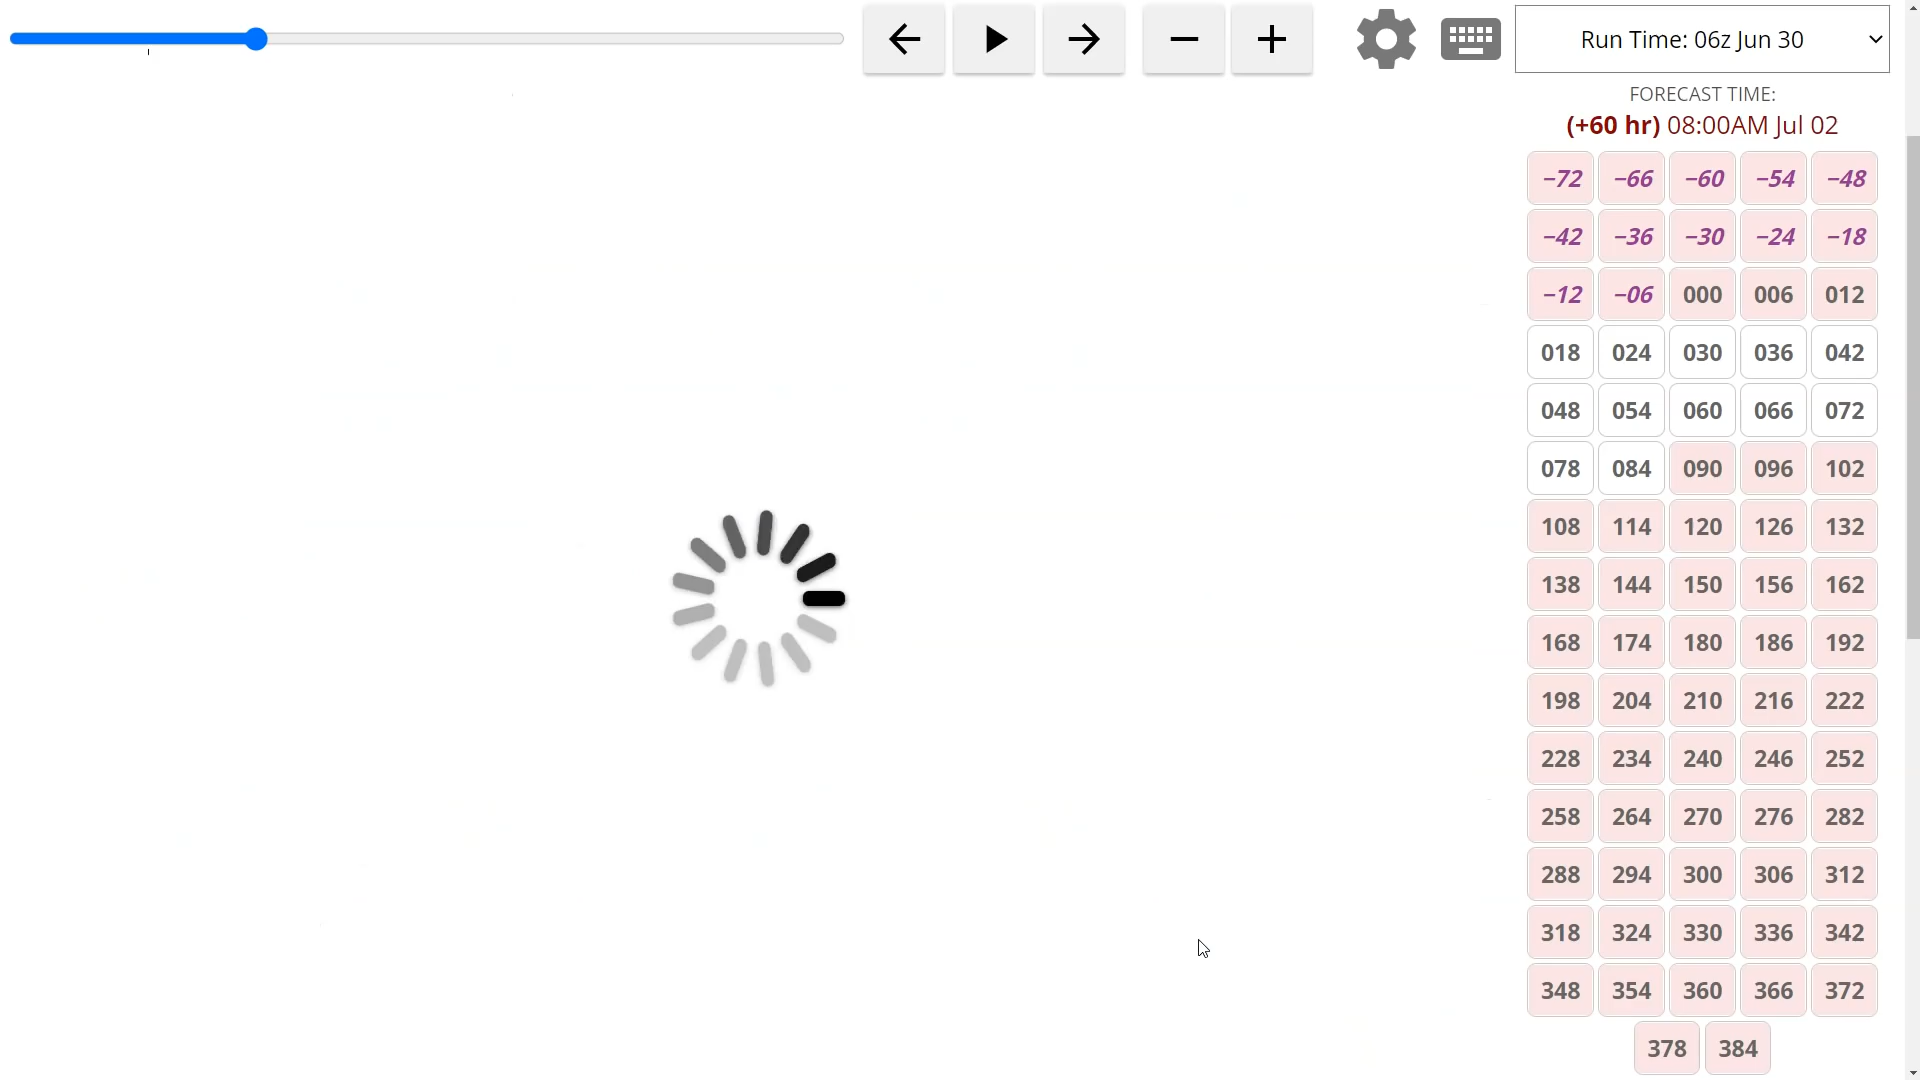 Run Time: 06z Jun 30
FORECAST TIME:
(+60 hr) 08:00AM Jul 02
−72 −66 −60 −54 −48
−42 −36 −30 −24 −18
−12 −06 000 006 012
018 024 030 036 042
048 054 060 066 072
078 084 090 096 102
108 114 120 126 132
138 144 150 156 162
168 174 180 186 192
198 204 210 216 222
228 234 240 246 252
258 264 270 276 282
288 294 300 306 312
318 324 330 336 342
348 354 360 366 372
378 384